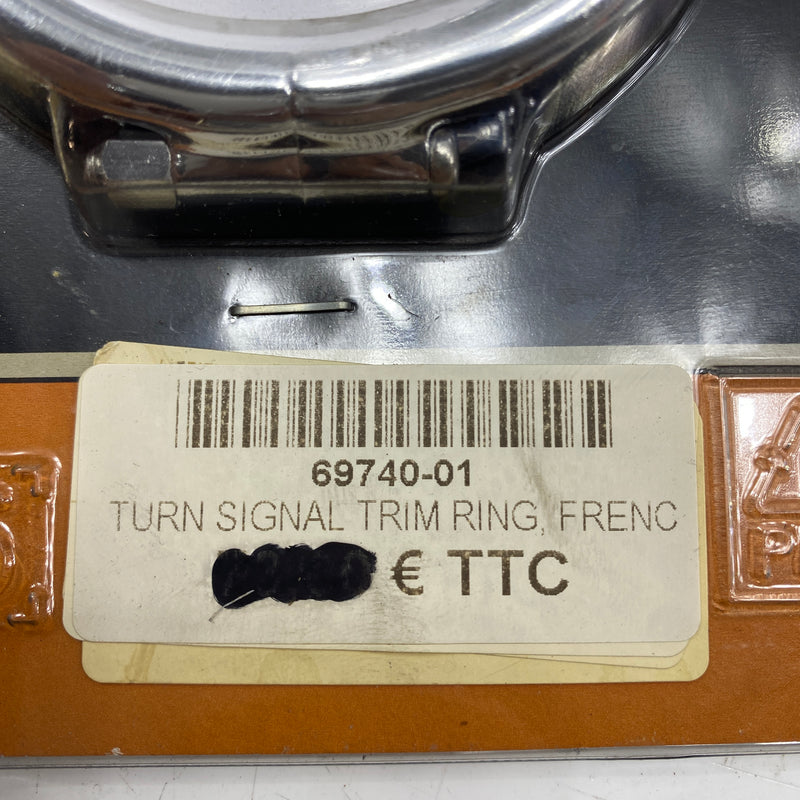 69740-01
TURN SIGNAL TRIM RING, FRENC
€ TTC